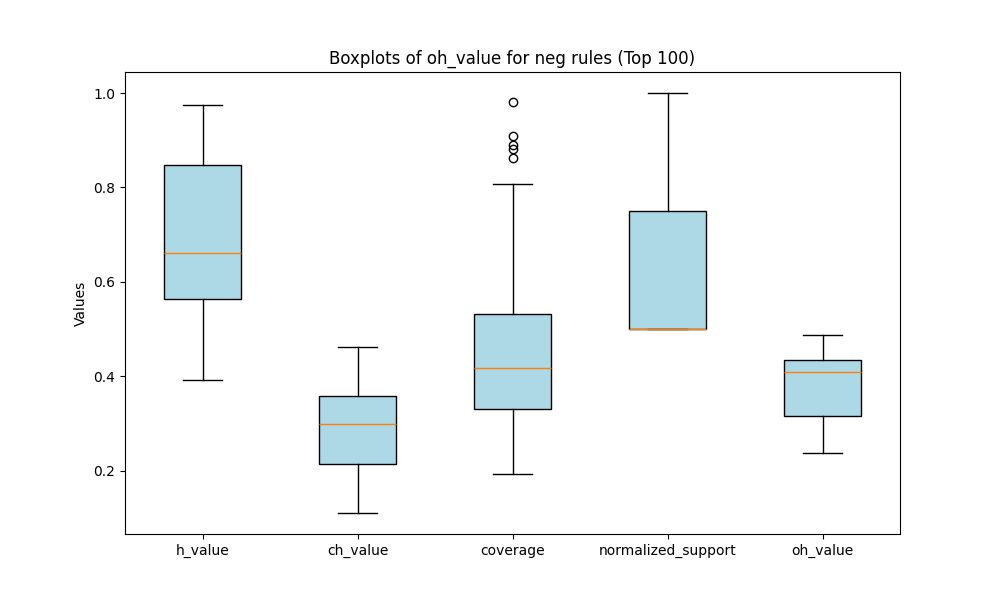 Boxplots of oh_value for neg rules (Top 100)
Values
1.0
0.8
0.6
0.4
0.2
h_value
ch_value
coverage
normalized_support
oh_value